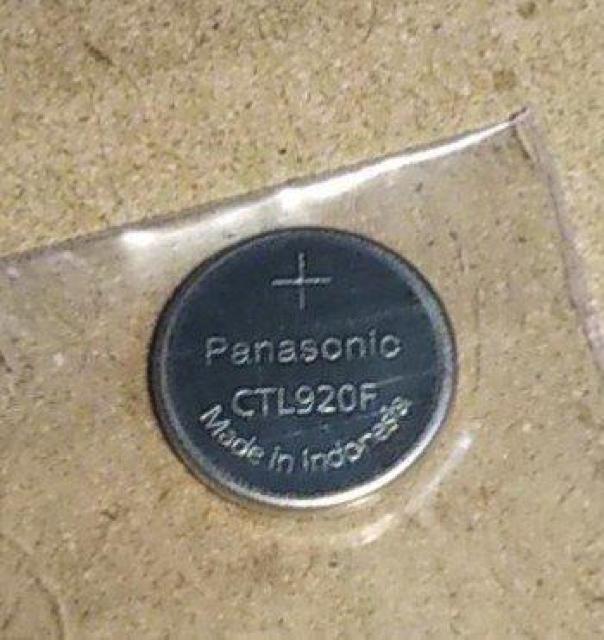 +
Panasonic
CTL920F
Made in Indonesia